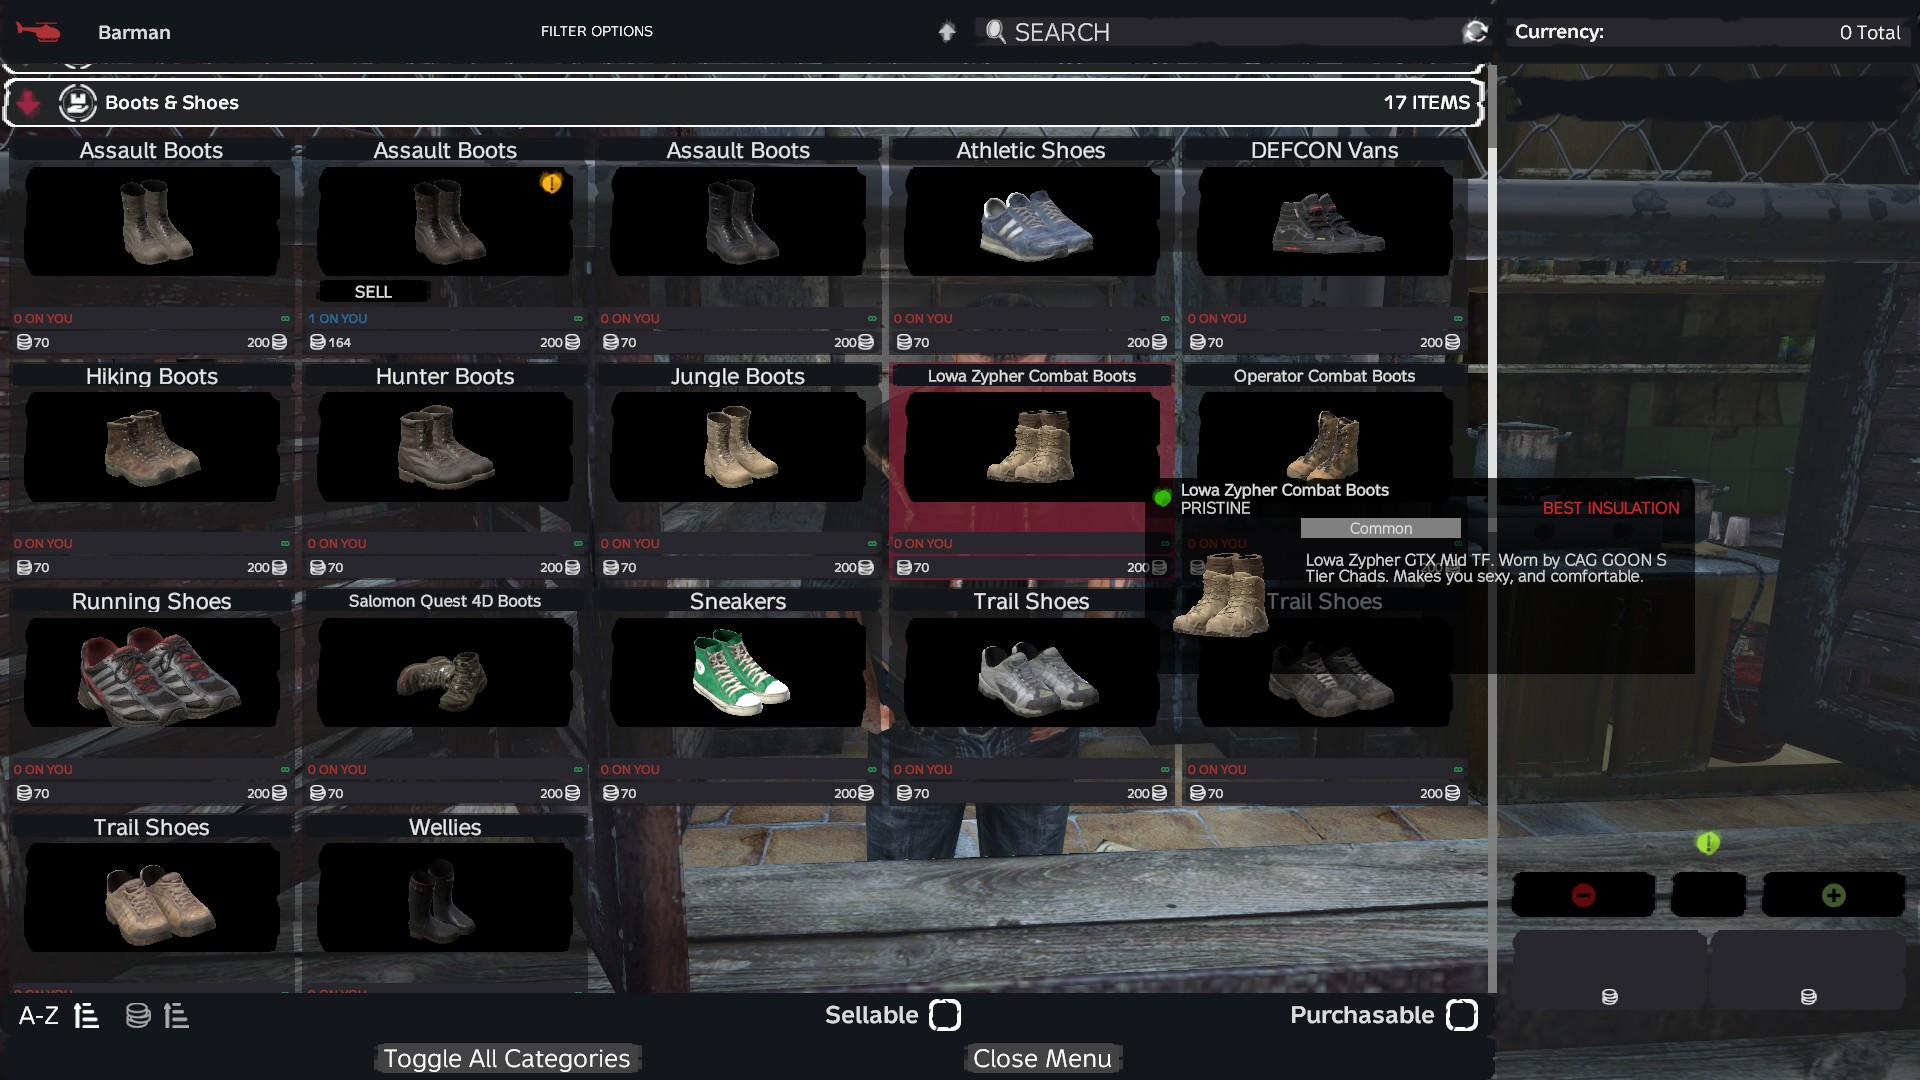 Barman
FILTER OPTIONS
SEARCH
Currency:
0 Total
Boots & Shoes
17 ITEMS
Assault Boots
Assault Boots
Assault Boots
Athletic Shoes
DEFCON Vans
SELL
0 ON YOU
1 ON YOU
0 ON YOU
0 ON YOU
0 ON YOU
70 200
164 200
70 200
70 200
70 200
Hiking Boots
Hunter Boots
Jungle Boots
Lowa Zypher Combat Boots
Operator Combat Boots
Lowa Zypher Combat Boots
PRISTINE
BEST INSULATION
Common
Lowa Zypher GTX Mid TF. Worn by CAG GOON S
Tier Chads. Makes you sexy, and comfortable.
0 ON YOU
0 ON YOU
0 ON YOU
0 ON YOU
0 ON YOU
70 200
70 200
70 200
70 200
200
Running Shoes
Salomon Quest 4D Boots
Sneakers
Trail Shoes
Trail Shoes
0 ON YOU
0 ON YOU
0 ON YOU
0 ON YOU
0 ON YOU
70 200
70 200
70 200
70 200
70 200
Trail Shoes
Wellies
0 ON YOU
0 ON YOU
A-Z
Sellable
Purchasable
Toggle All Categories
Close Menu